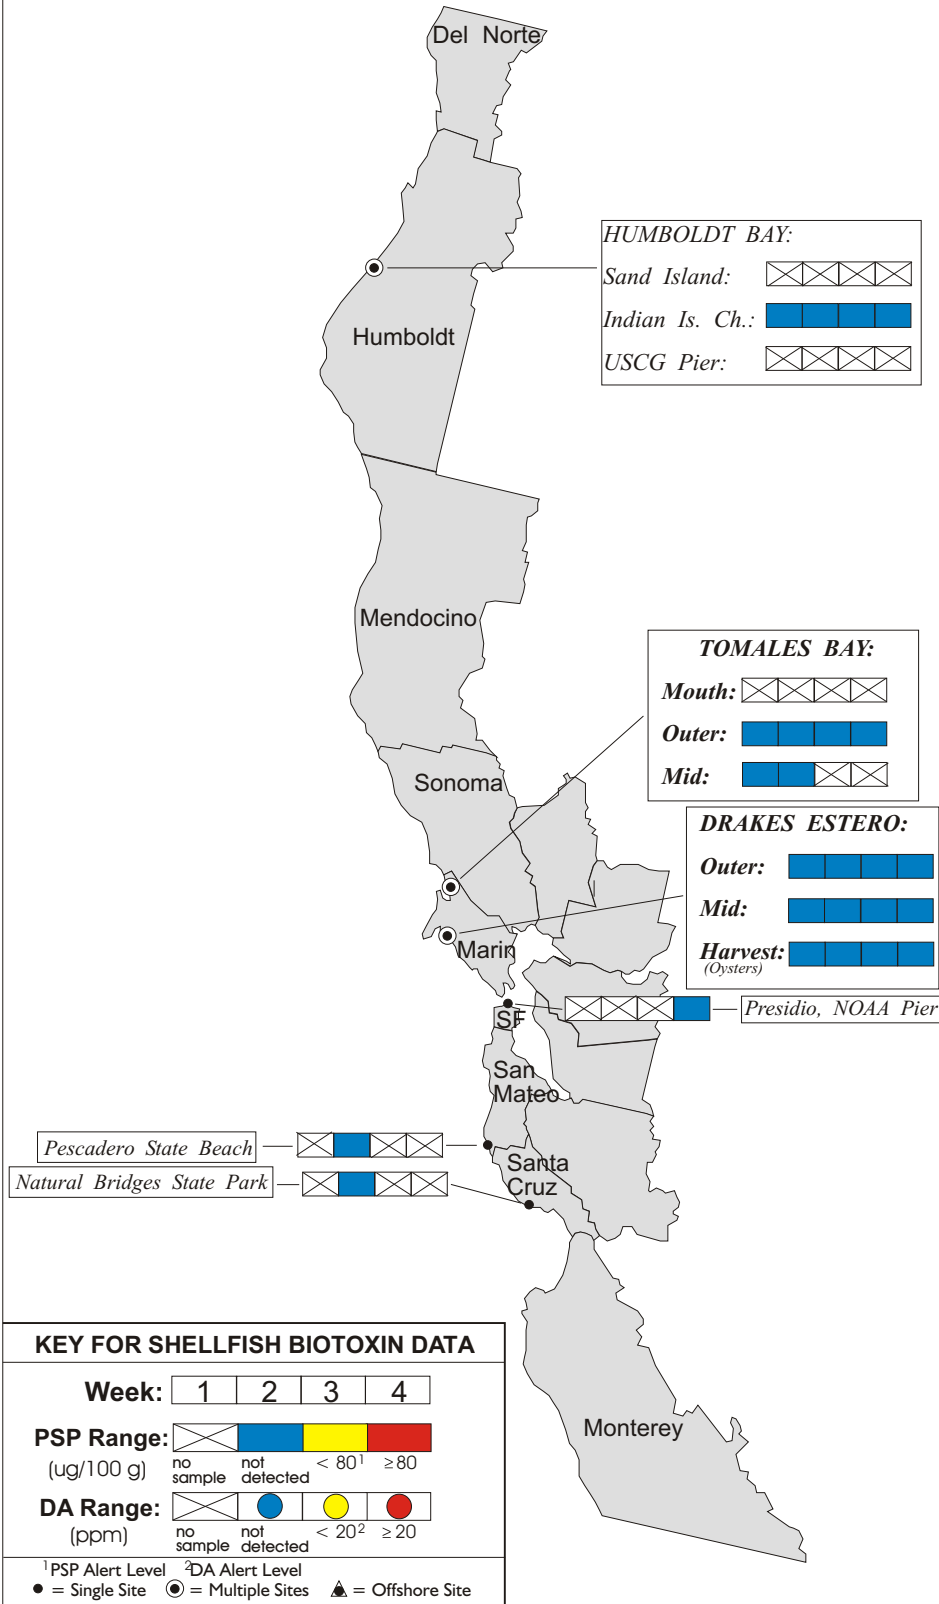 Del Norte
HUMBOLDT BAY:
Sand Island:
Indian Is. Ch.:
USCG Pier:
Humboldt
Mendocino
TOMALES BAY:
Mouth:
Outer:
Mid:
Sonoma
DRAKES ESTERO:
Outer:
Mid:
Harvest:
(Oysters)
Marin
SF
Presidio, NOAA Pier
San
Mateo
Pescadero State Beach
Natural Bridges State Park
Santa
Cruz
Monterey
KEY FOR SHELLFISH BIOTOXIN DATA
Week: 1 2 3 4
PSP Range:
(ug/100 g)
no sample
not detected
< 80¹
≥80
DA Range:
(ppm)
no sample
not detected
< 20²
≥ 20
¹PSP Alert Level ²DA Alert Level
= Single Site = Multiple Sites = Offshore Site